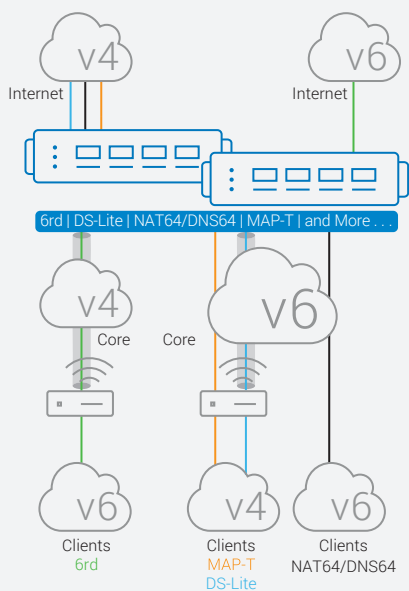 v4
v6
Internet
Internet
6rd | DS-Lite | NAT64/DNS64 | MAP-T | and More . . .
v4
v6
Core
Core
v6
v4
v6
Clients
6rd
Clients
MAP-T
DS-Lite
Clients
NAT64/DNS64